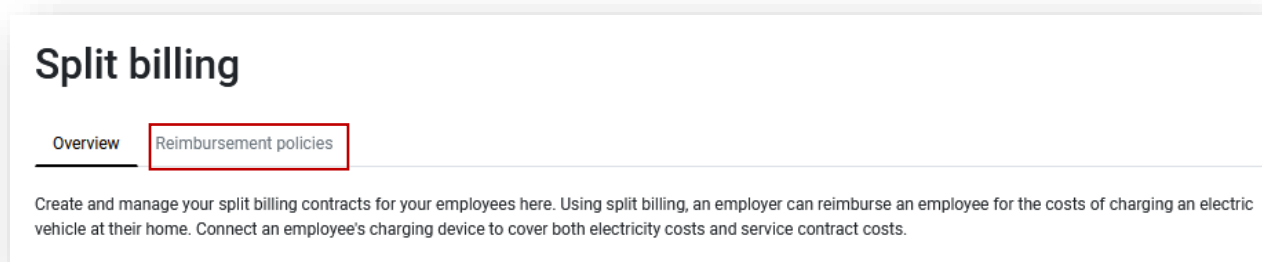 Split billing
Overview Reimbursement policies
Create and manage your split billing contracts for your employees here. Using split billing, an employer can reimburse an employee for the costs of charging an electric
vehicle at their home. Connect an employee's charging device to cover both electricity costs and service contract costs.